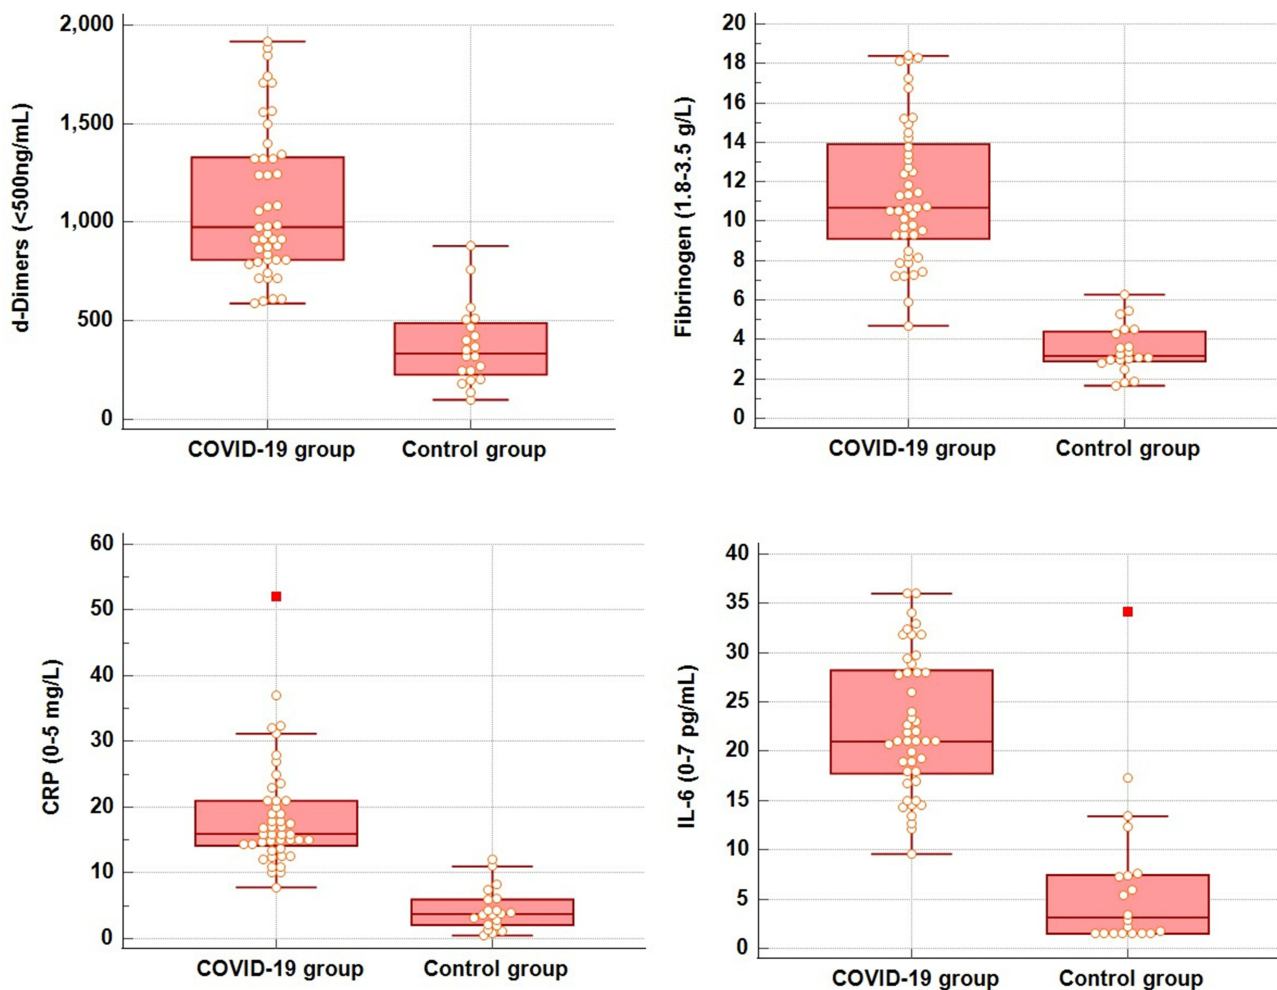 d-Dimers (<500ng/mL)
2,000
1,500
1,000
500
0
COVID-19 group
Control group
Fibrinogen (1.8-3.5 g/L)
20
18
16
14
12
10
8
6
4
2
0
COVID-19 group
Control group
CRP (0-5 mg/L)
60
50
40
30
20
10
0
COVID-19 group
Control group
IL-6 (0-7 pg/mL)
40
35
30
25
20
15
10
5
0
COVID-19 group
Control group